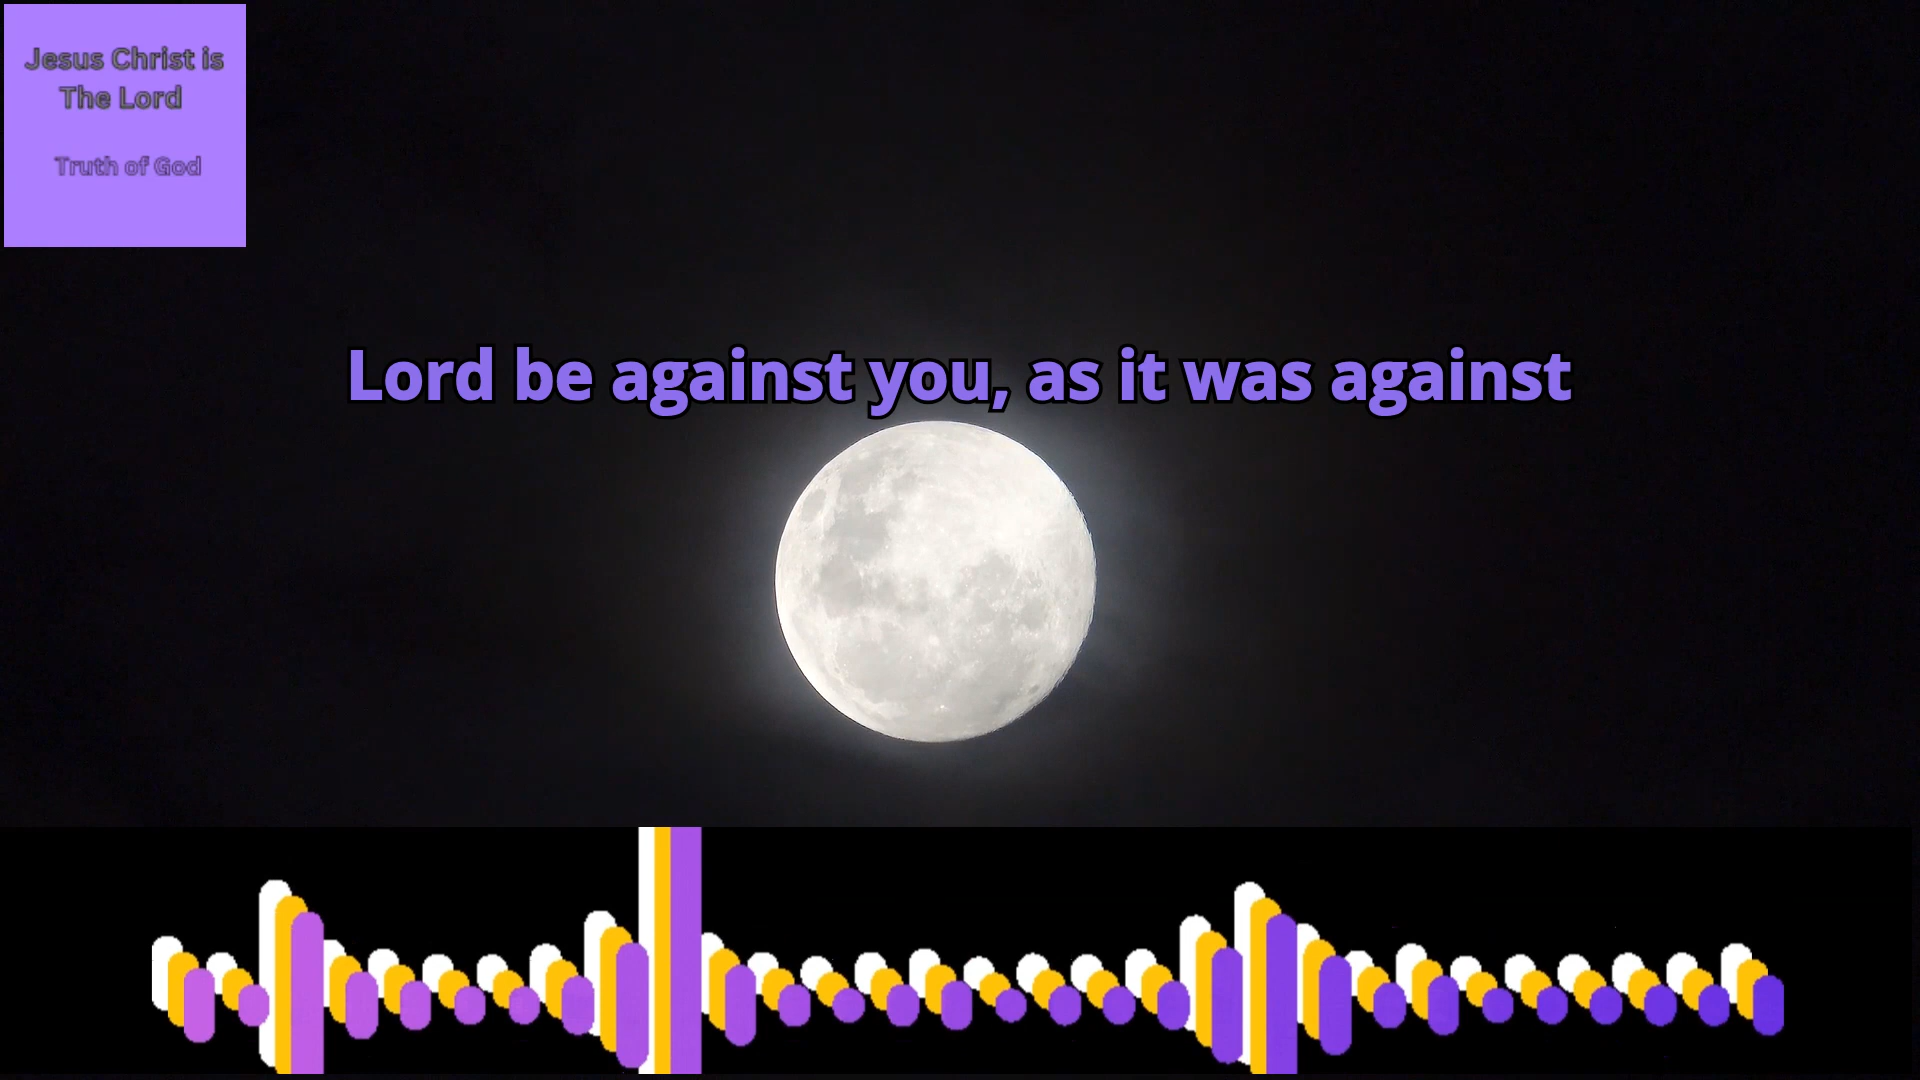 Jesus Christ is
The Lord
Truth of God
Lord be against you, as it was against